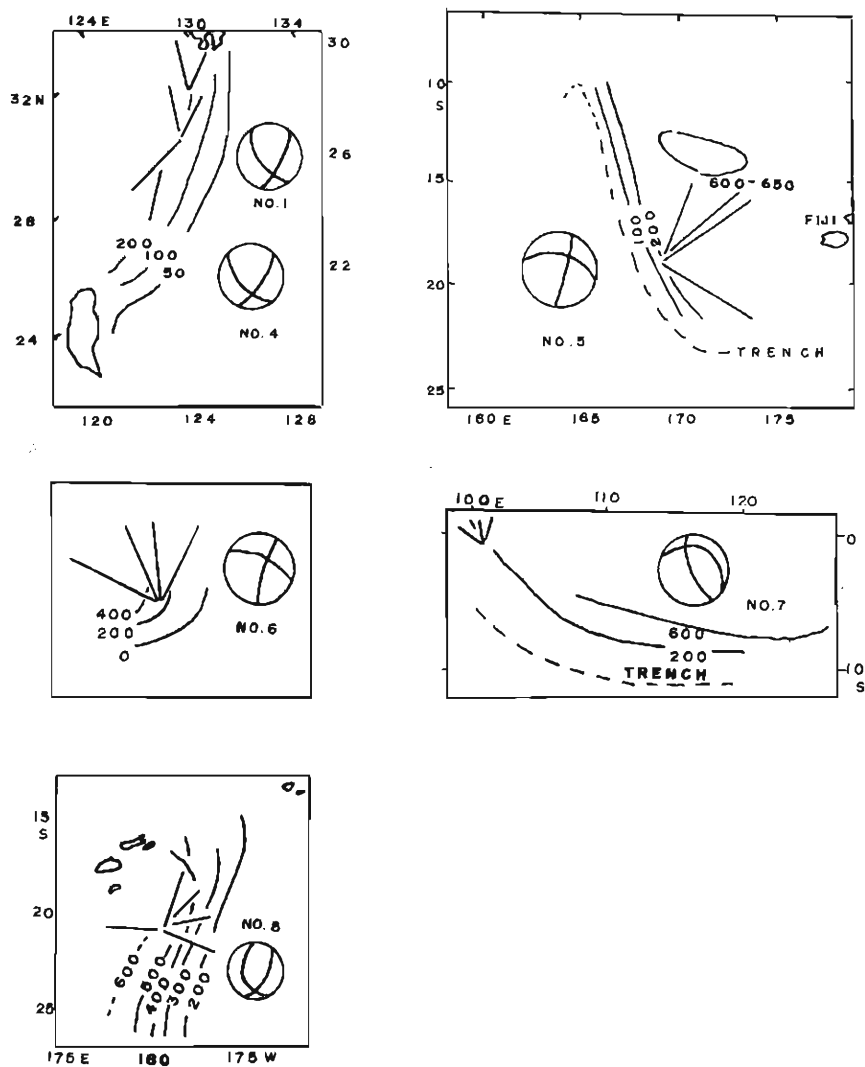 124 E 130 134
30
32 N
26
NO. 1
28
200
100
50
22
NO. 4
24
120 124 128
10
S
15
600-650
FIJI
100
200
20
NO. 5
TRENCH
25
160 E 165 170 175
400
200
0
NO. 6
100 E 110 120
0
NO. 7
600
200
TRENCH
10
S
15
S
20
NO. 8
600
500
400
300
200
25
175 E 180 175 W